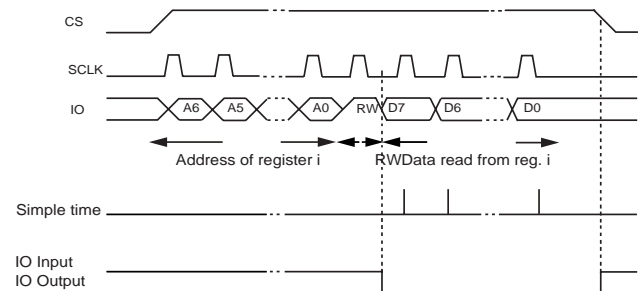 CS
SCLK
IO A6 A5 A0 RW D7 D6 D0
Address of register i RWData read from reg. i
Simple time
IO Input
IO Output